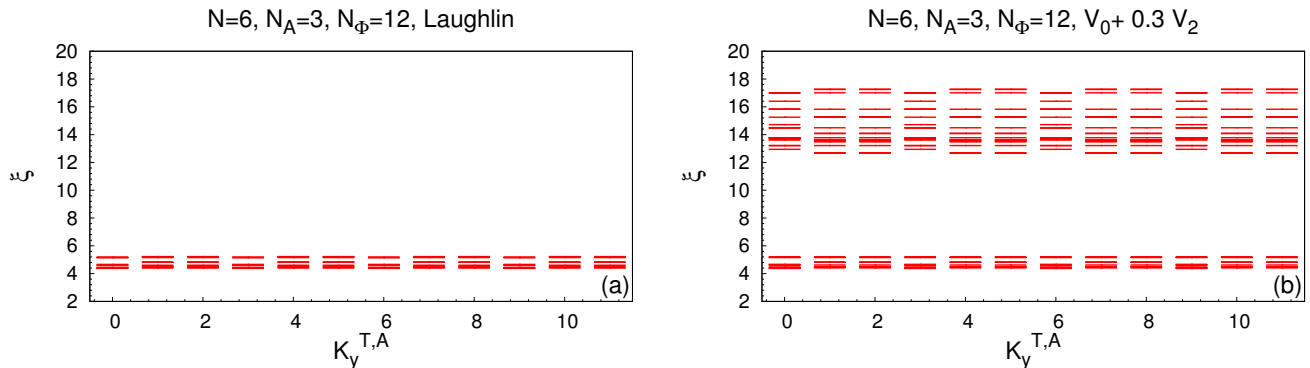 N=6, N_A=3, N_Φ=12, Laughlin
20
18
16
14
12
10
8
6
4
2
ξ
0 2 4 6 8 10
K_y^{T,A}
(a)
N=6, N_A=3, N_Φ=12, V_0+ 0.3 V_2
20
18
16
14
12
10
8
6
4
2
ξ
0 2 4 6 8 10
K_y^{T,A}
(b)